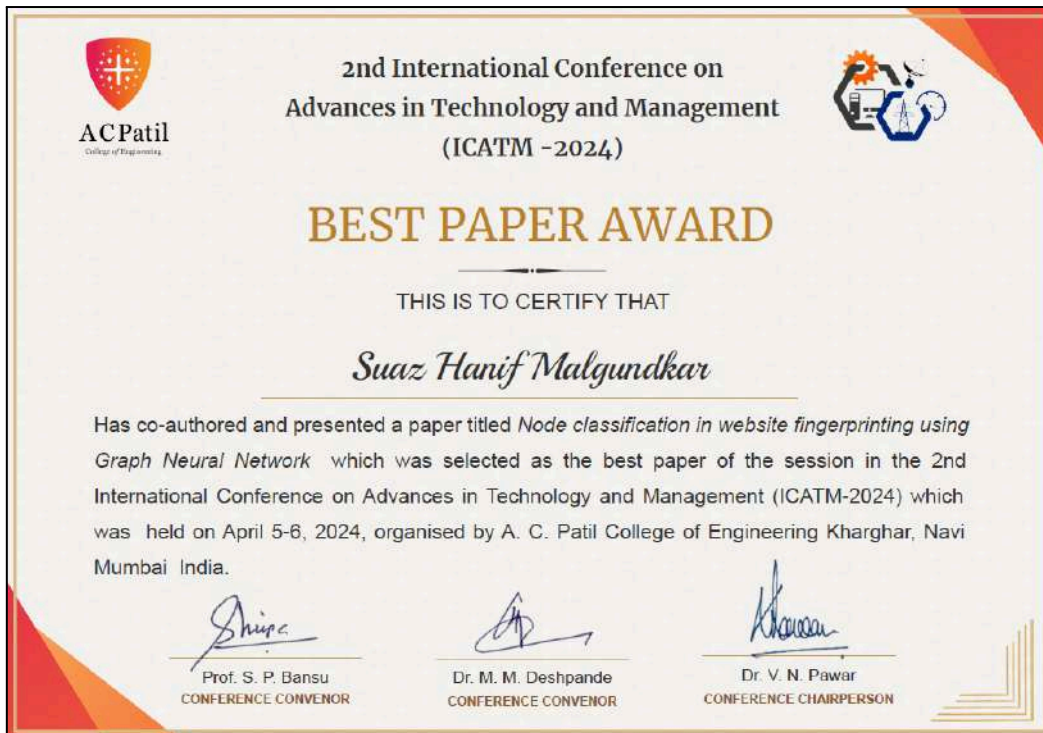 ACPatil
College of Engineering
2nd International Conference on
Advances in Technology and Management
(ICATM -2024)
BEST PAPER AWARD
THIS IS TO CERTIFY THAT
Suaz Hanif Malgundkar
Has co-authored and presented a paper titled Node classification in website fingerprinting using
Graph Neural Network which was selected as the best paper of the session in the 2nd
International Conference on Advances in Technology and Management (ICATM-2024) which
was held on April 5-6, 2024, organised by A. C. Patil College of Engineering Kharghar, Navi
Mumbai India.
Prof. S. P. Bansu
CONFERENCE CONVENOR
Dr. M. M. Deshpande
CONFERENCE CONVENOR
Dr. V. N. Pawar
CONFERENCE CHAIRPERSON